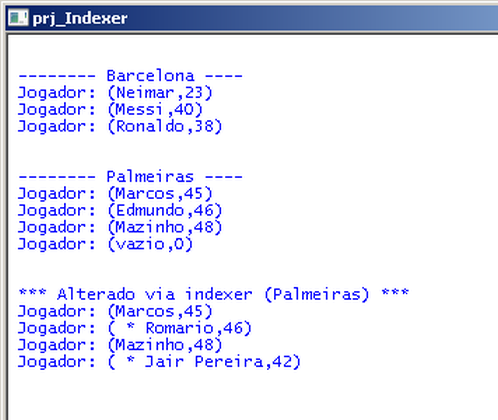 prj_Indexer
-------- Barcelona ----
Jogador: (Neimar,23)
Jogador: (Messi,40)
Jogador: (Ronaldo,38)
-------- Palmeiras ----
Jogador: (Marcos,45)
Jogador: (Edmundo,46)
Jogador: (Mazinho,48)
Jogador: (vazio,0)
*** Alterado via indexer (Palmeiras) ***
Jogador: (Marcos,45)
Jogador: ( * Romario,46)
Jogador: (Mazinho,48)
Jogador: ( * Jair Pereira,42)